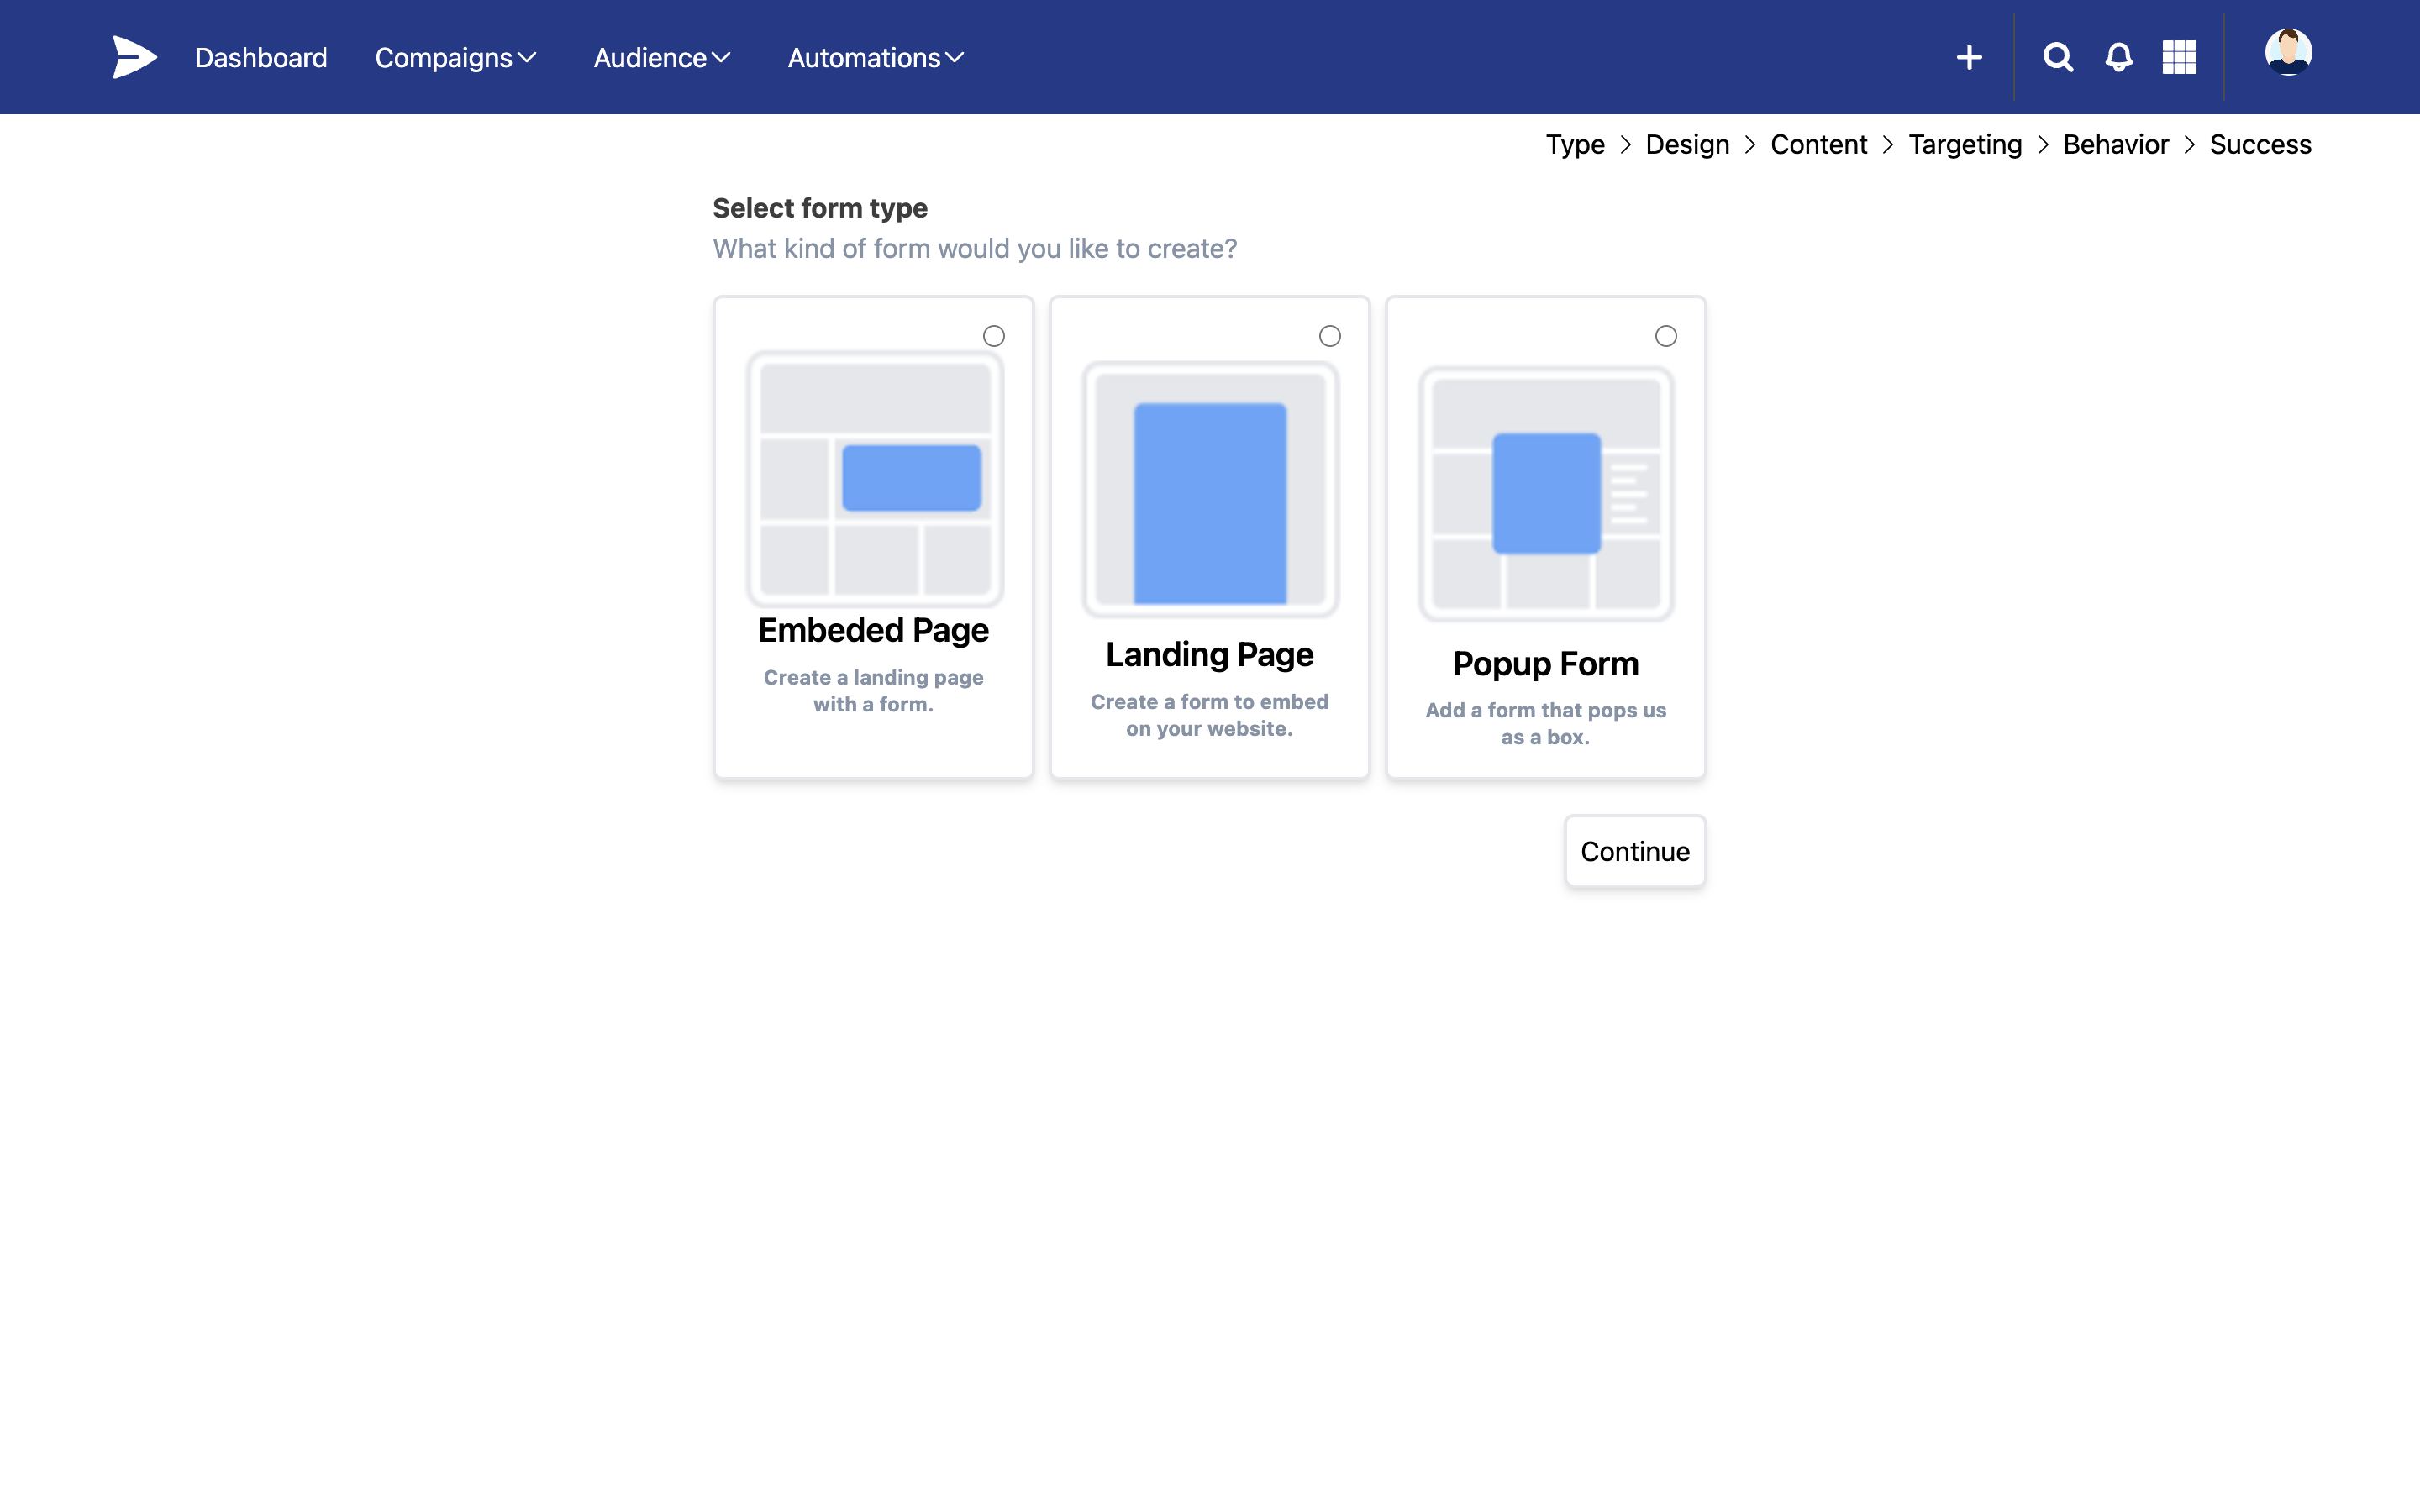 Dashboard Compaigns Audience Automations
Type > Design > Content > Targeting > Behavior > Success
Select form type
What kind of form would you like to create?
Embeded Page
Create a landing page
with a form.
Landing Page
Create a form to embed
on your website.
Popup Form
Add a form that pops us
as a box.
Continue